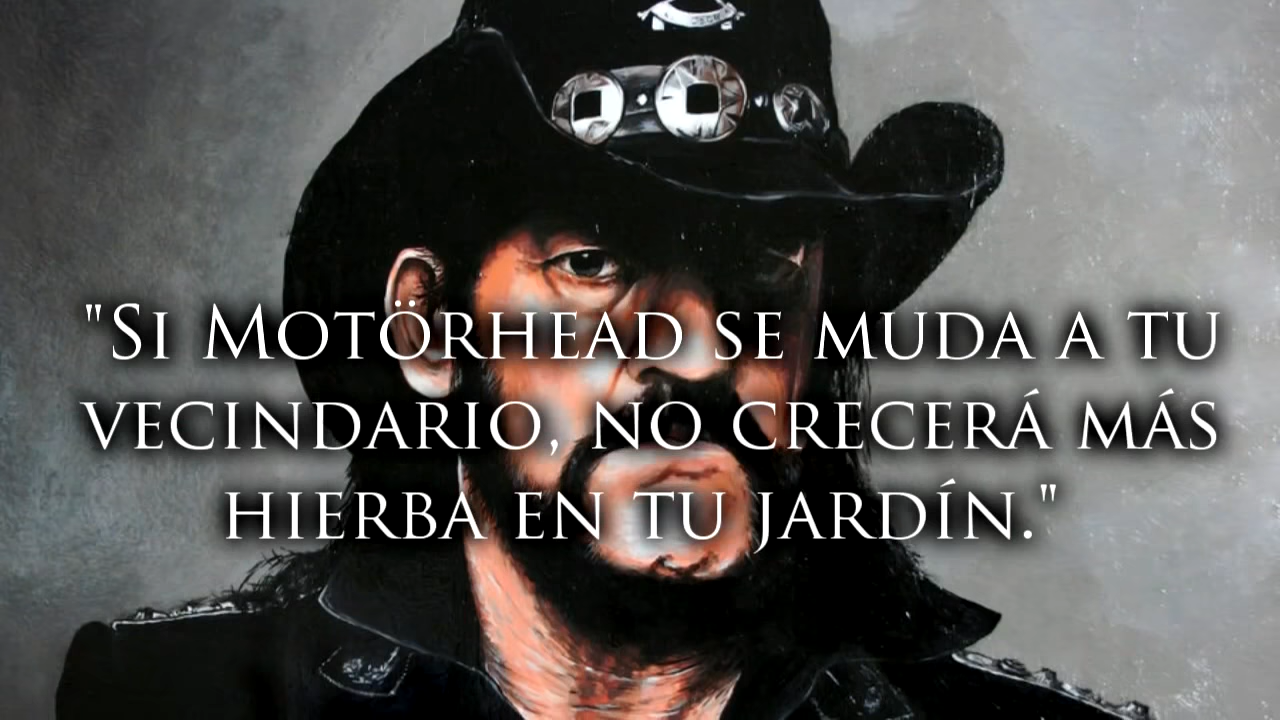 "Si Motörhead se muda a tu
vecindario, no crecerá más
hierba en tu jardín."